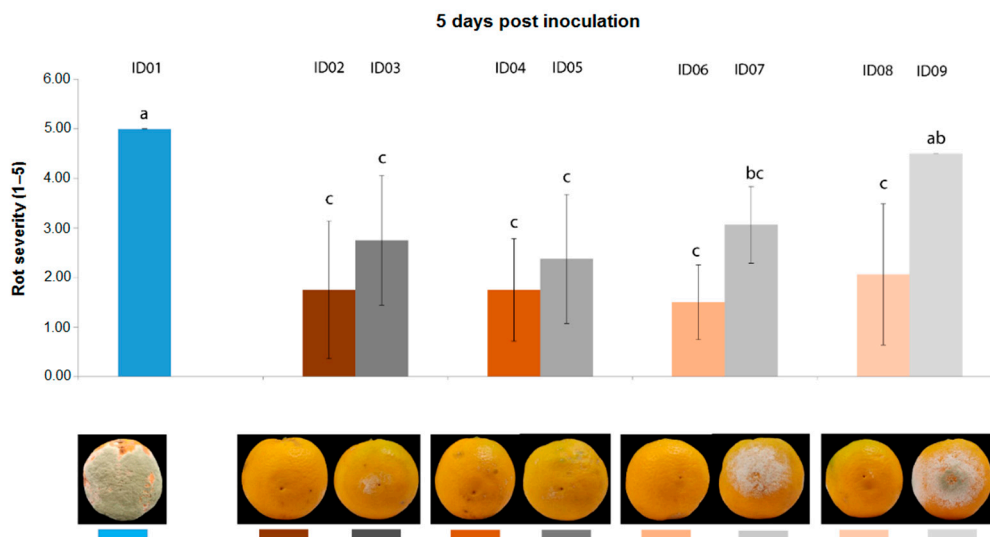 5 days post inoculation
ID01 ID02 ID03 ID04 ID05 ID06 ID07 ID08 ID09
6.00
5.00
4.00
3.00
2.00
1.00
0.00
Rot severity (1–5)
a c c c c c bc c ab